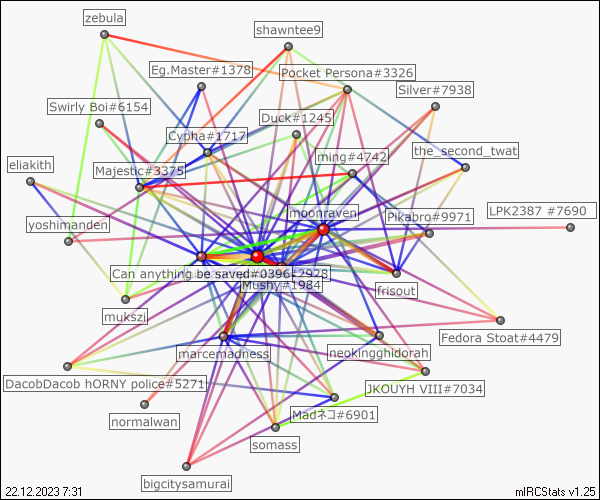 zebula
shawntee9
Eg.Master#1378
Pocket Persona#3326
Silver#7938
Swirly Boi#6154
Duck#1245
Cypha#1717
the_second_twat
ming#4742
eliakith
Majestic#3375
moonraven
LPK2387 #7690
Pikabro#9971
yoshimanden
Can anything be saved#0396
2928
Mushy#1984
frisout
mukszi
Fedora Stoat#4479
marcemadness
neokingghidorah
DacobDacob hORNY police#5271
JKOUYH VIII#7034
normalwan
Madネコ#6901
somass
bigcitysamurai
22.12.2023 7:31
mIRCStats v1.25